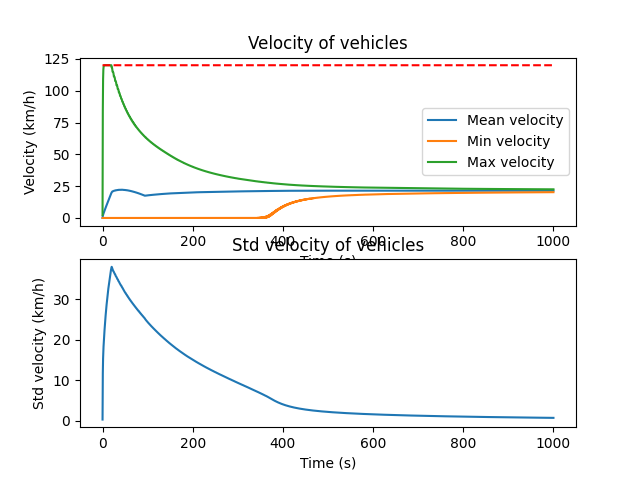 Velocity of vehicles
Velocity (km/h)
125
100
75
50
25
0
Mean velocity
Min velocity
Max velocity
0 200 400 600 800 1000
Time (s)
Std velocity of vehicles
Std velocity (km/h)
30
20
10
0
0 200 400 600 800 1000
Time (s)